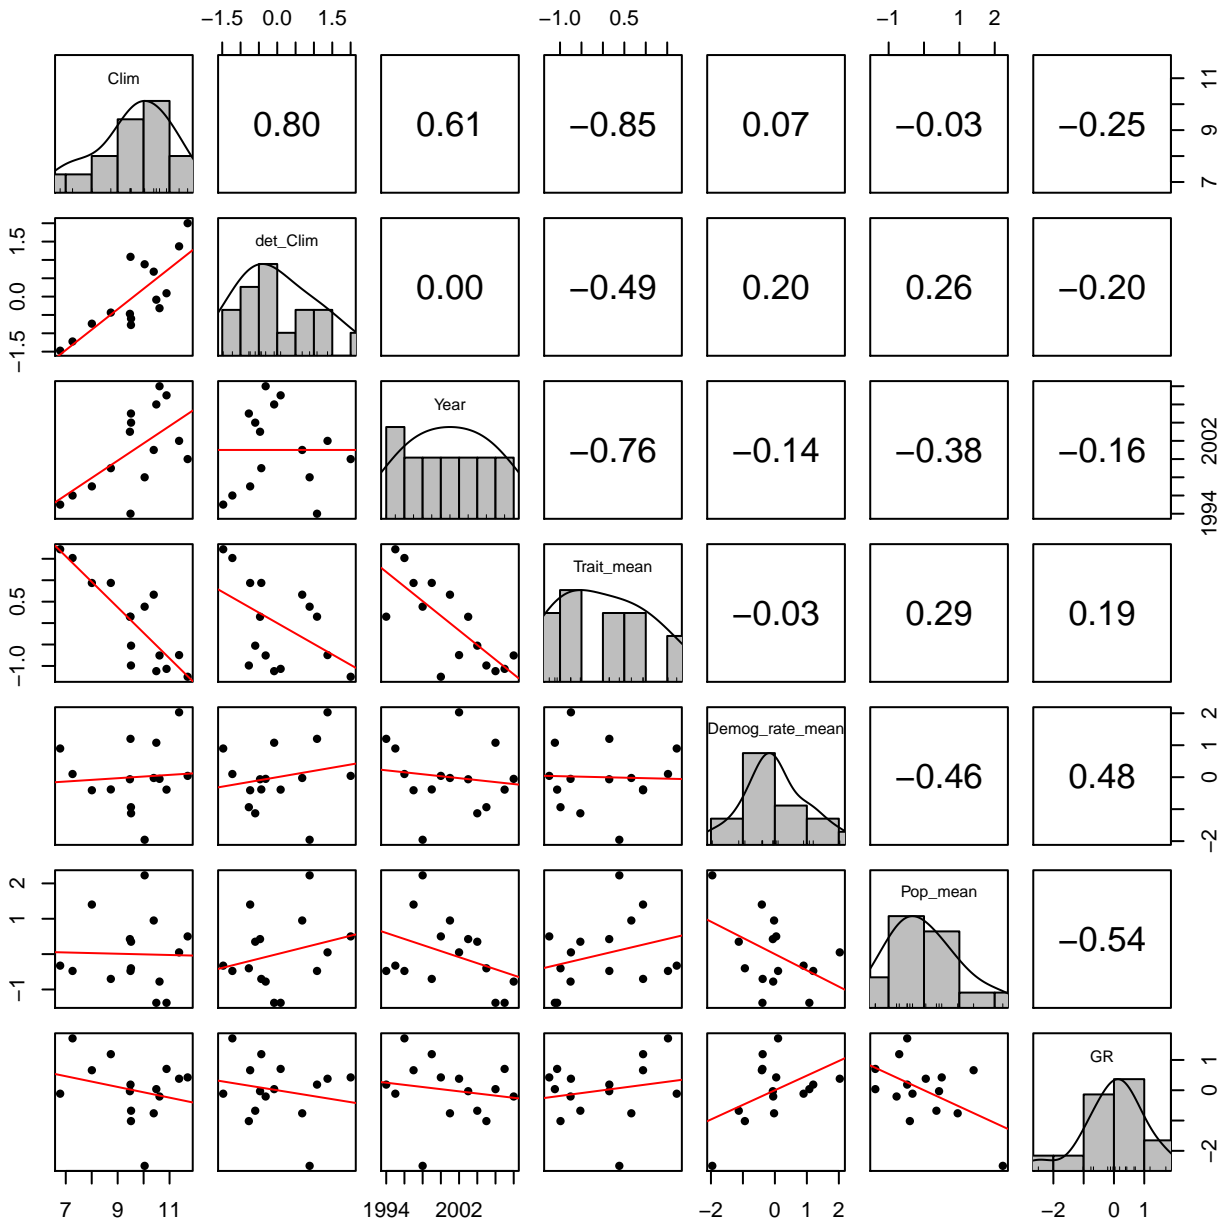 −1.5 0.0 1.5 −1.0 0.5 −1 1 2
Clim 0.80 0.61 −0.85 0.07 −0.03 −0.25 7 9 11
−1.5 0.0 1.5 det_Clim 0.00 −0.49 0.20 0.26 −0.20
Year −0.76 −0.14 −0.38 −0.16 1994 2002
−1.0 0.5 Trait_mean −0.03 0.29 0.19
Demog_rate_mean −0.46 0.48 −2 0 1 2
−1 1 2 Pop_mean −0.54
GR −2 0 1
7 9 11 1994 2002 −2 0 1 2 −2 0 1